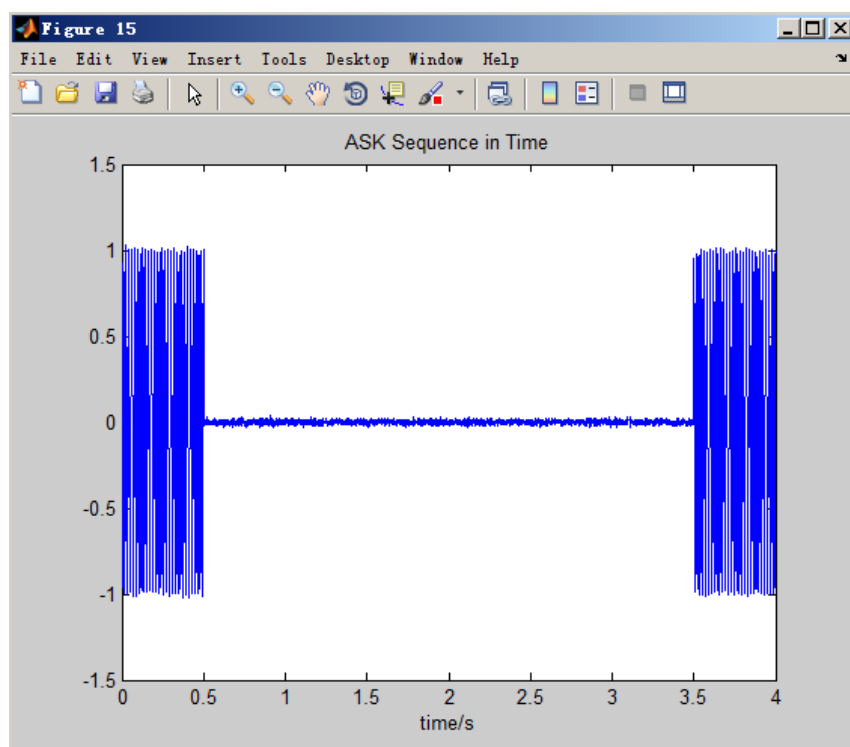 Figure 15
File Edit View Insert Tools Desktop Window Help
ASK Sequence in Time
1.5
1
0.5
0
-0.5
-1
-1.5
0 0.5 1 1.5 2 2.5 3 3.5 4
time/s